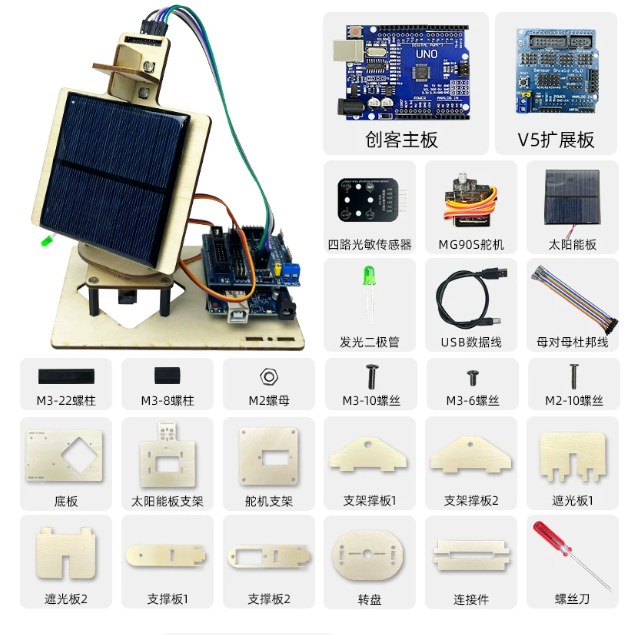 UNO
创客主板
Sensor Shield v5.0
V5扩展板
四路光敏传感器
MG90S舵机
太阳能板
发光二极管
USB数据线
母对母杜邦线
M3-22螺柱
M3-8螺柱
M2螺母
M3-10螺丝
M3-6螺丝
M2-10螺丝
底板
太阳能板支架
舵机支架
支架撑板1
支架撑板2
遮光板1
遮光板2
支撑板1
支撑板2
转盘
连接件
螺丝刀